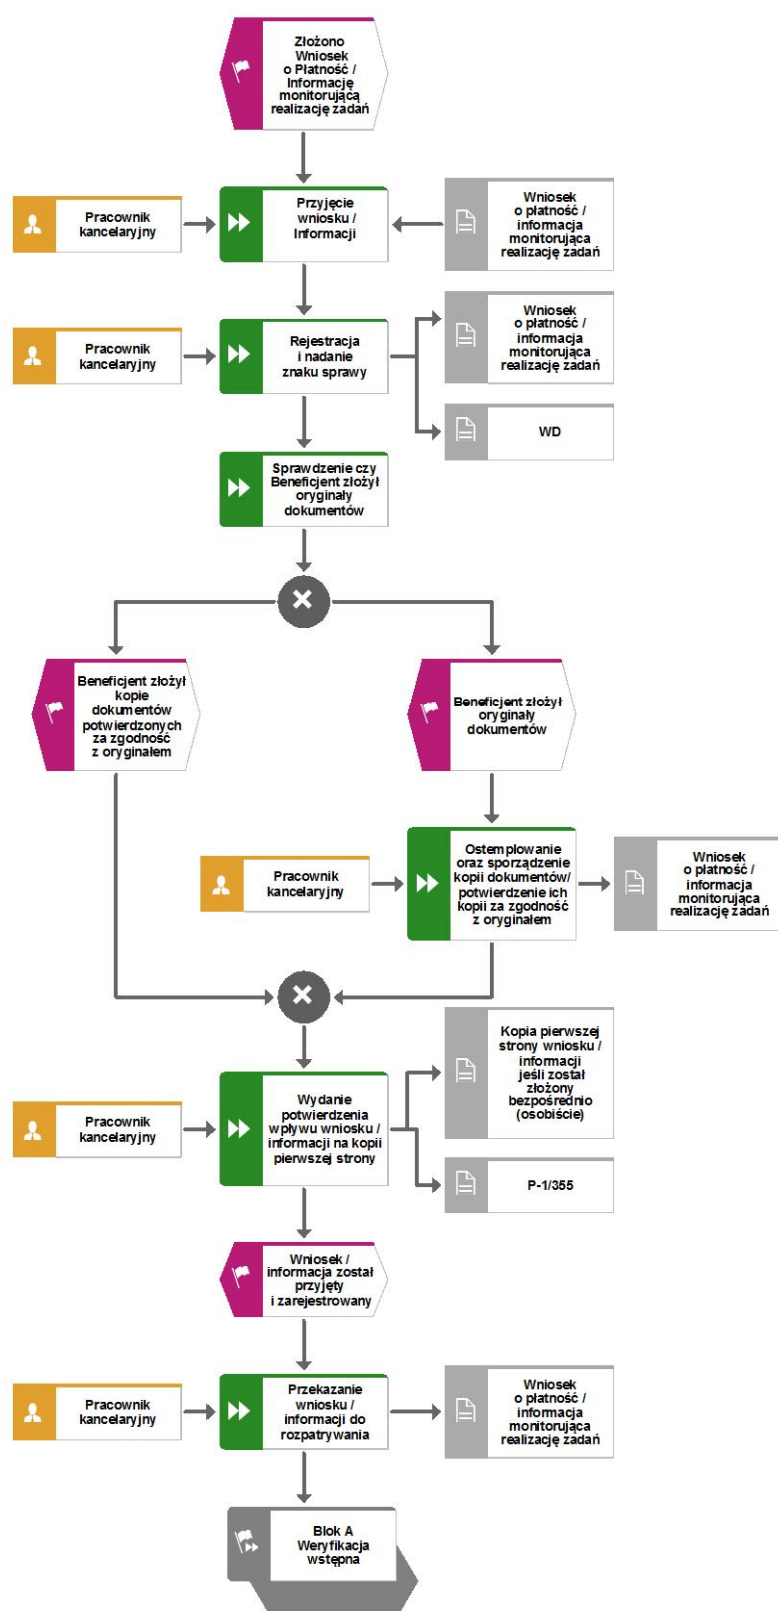 Złożono
Wniosek
o Płatność /
Informację
monitorującą
realizację zadań
Pracownik
kancelaryjny
Przyjęcie
wniosku /
Informacji
Wniosek
o płatność /
informacja
monitorująca
realizację zadań
Pracownik
kancelaryjny
Rejestracja
i nadanie
znaku sprawy
Wniosek
o płatność /
informacja
monitorująca
realizację zadań
WD
Sprawdzenie czy
Beneficjent złożył
oryginały
dokumentów
Beneficjent złożył
kopie
dokumentów
potwierdzonych
za zgodność
z oryginałem
Beneficjent złożył
oryginały
dokumentów
Pracownik
kancelaryjny
Ostemplowanie
oraz sporządzenie
kopii dokumentów/
potwierdzenie ich
kopii za zgodność
z oryginałem
Wniosek
o płatność /
informacja
monitorująca
realizację zadań
Pracownik
kancelaryjny
Wydanie
potwierdzenia
wpływu wniosku /
informacji na kopii
pierwszej strony
Kopia pierwszej
strony wniosku /
informacji
jeśli został
złożony
bezpośrednio
(osobiście)
P-1/355
Wniosek /
informacja został
przyjęty
i zarejestrowany
Pracownik
kancelaryjny
Przekazanie
wniosku /
informacji do
rozpatrywania
Wniosek
o płatność /
informacja
monitorująca
realizację zadań
Blok A
Weryfikacja
wstępna